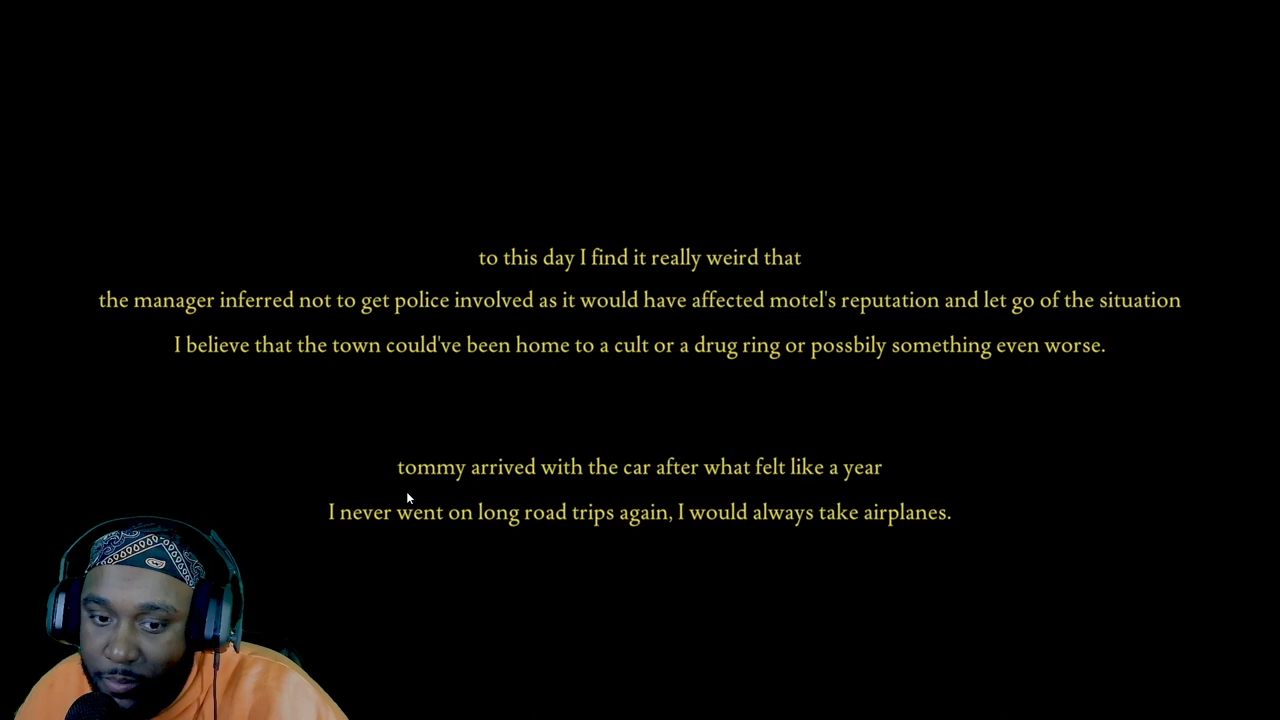 to this day I find it really weird that
the manager inferred not to get police involved as it would have affected motel's reputation and let go of the situation
I believe that the town could've been home to a cult or a drug ring or possbily something even worse.
tommy arrived with the car after what felt like a year
I never went on long road trips again, I would always take airplanes.